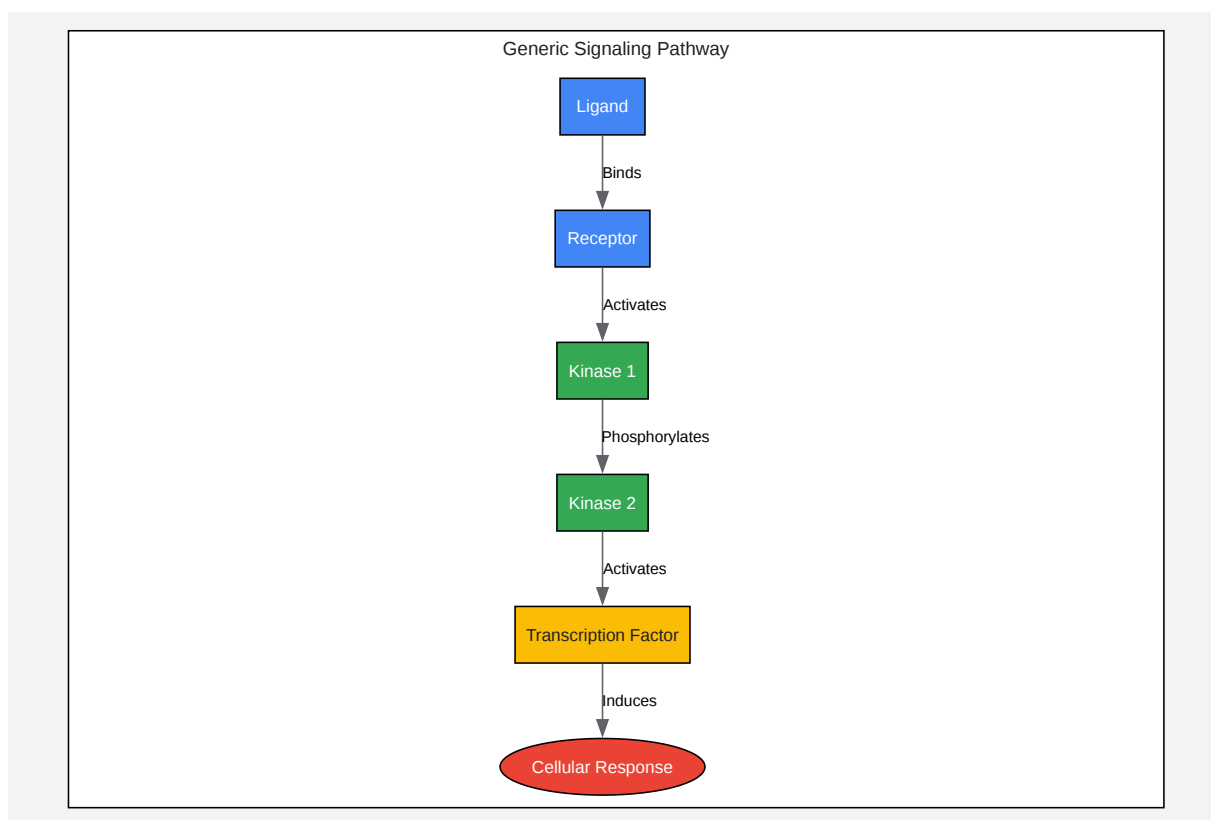 Generic Signaling Pathway
Ligand
Binds
Receptor
Activates
Kinase 1
Phosphorylates
Kinase 2
Activates
Transcription Factor
Induces
Cellular Response